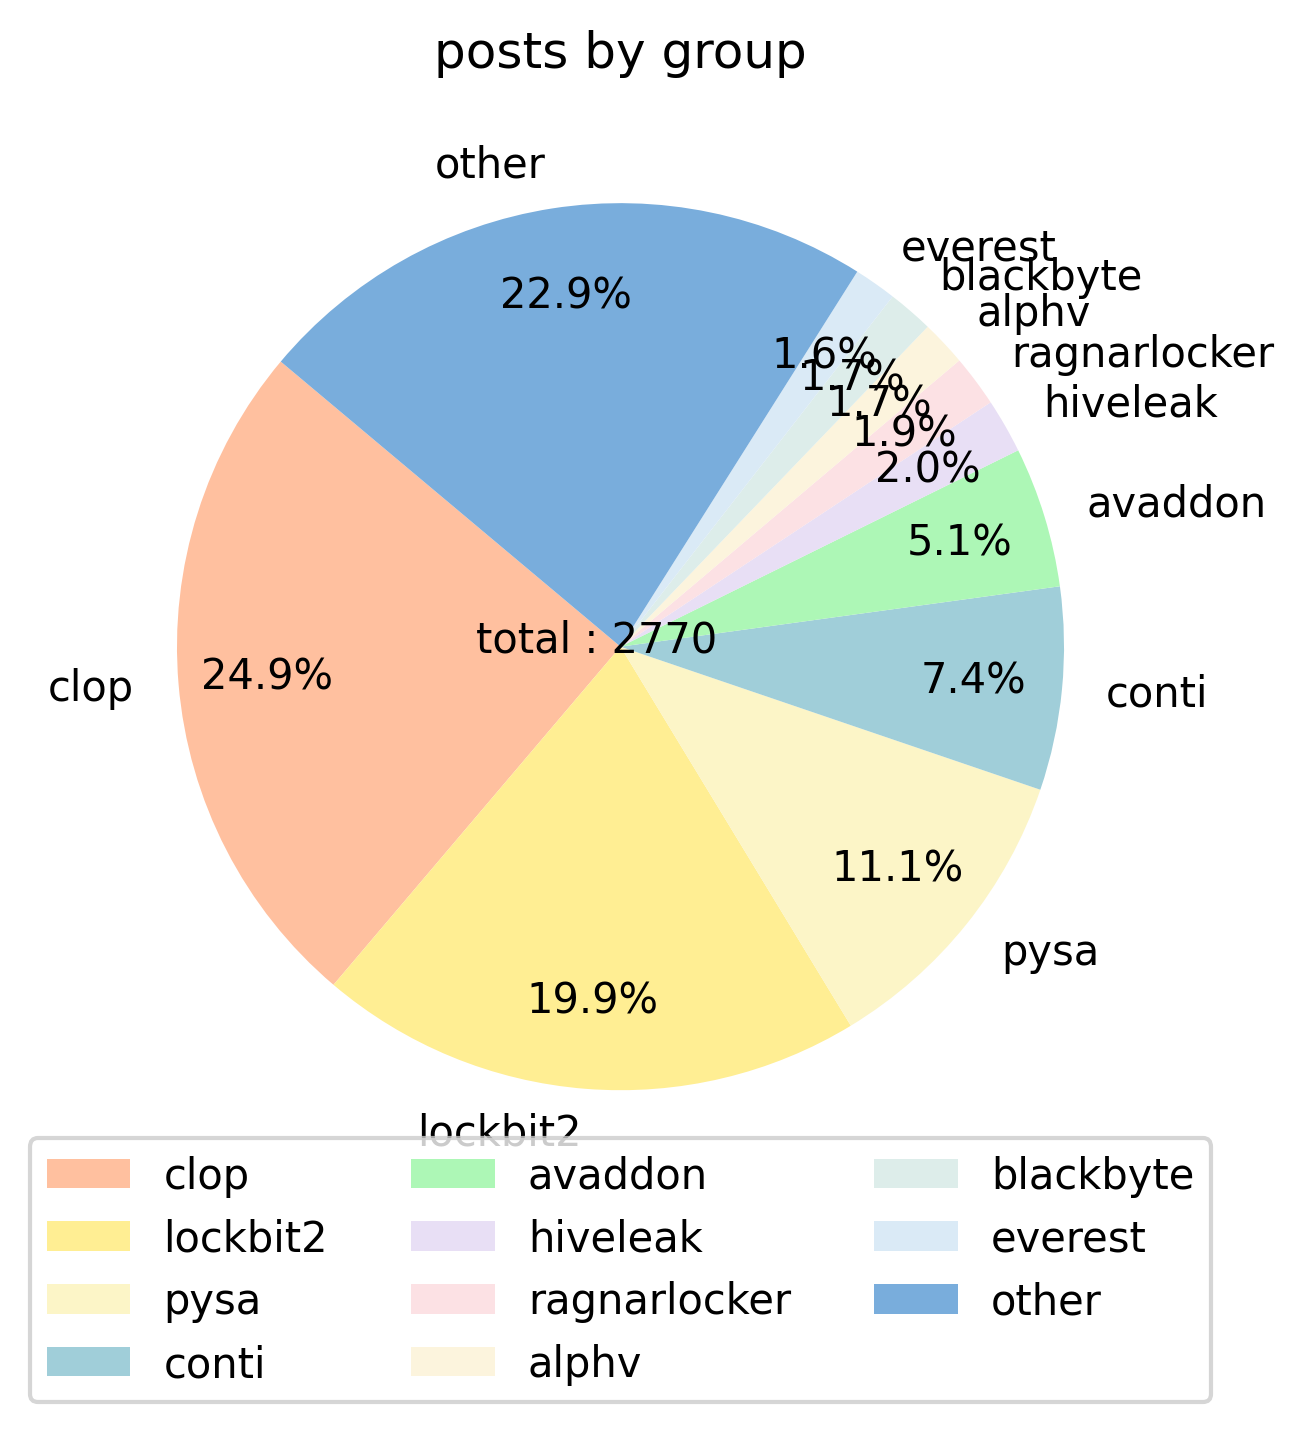 posts by group
other
everest
blackbyte
alphv
ragnarlocker
hiveleak
avaddon
conti
pysa
lockbit2
clop
22.9%
1.6%
1.7%
1.7%
1.9%
2.0%
5.1%
7.4%
11.1%
19.9%
24.9%
total : 2770
clop
lockbit2
pysa
conti
avaddon
hiveleak
ragnarlocker
alphv
blackbyte
everest
other